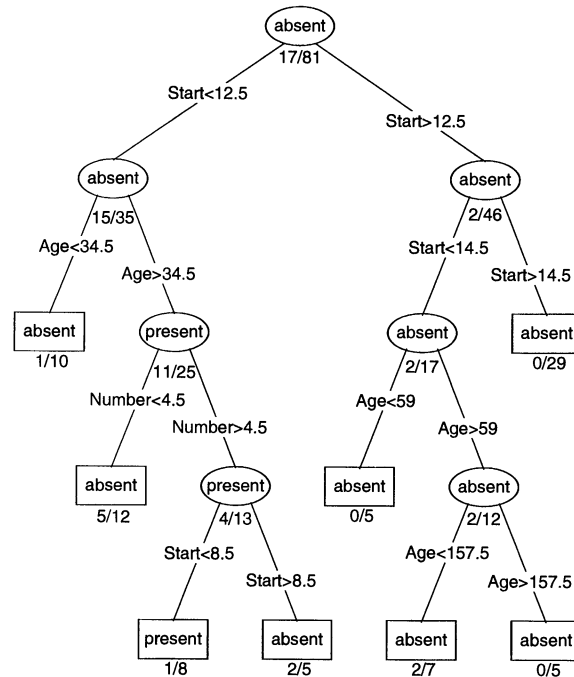 absent
17/81
Start<12.5
Start>12.5
absent
absent
15/35
2/46
Age<34.5
Start<14.5
Age>34.5
Start>14.5
absent
present
absent
absent
1/10
11/25
2/17
0/29
Number<4.5
Age<59
Number>4.5
Age>59
absent
present
absent
absent
5/12
4/13
0/5
2/12
Start<8.5
Age<157.5
Start>8.5
Age>157.5
present
absent
absent
absent
1/8
2/5
2/7
0/5